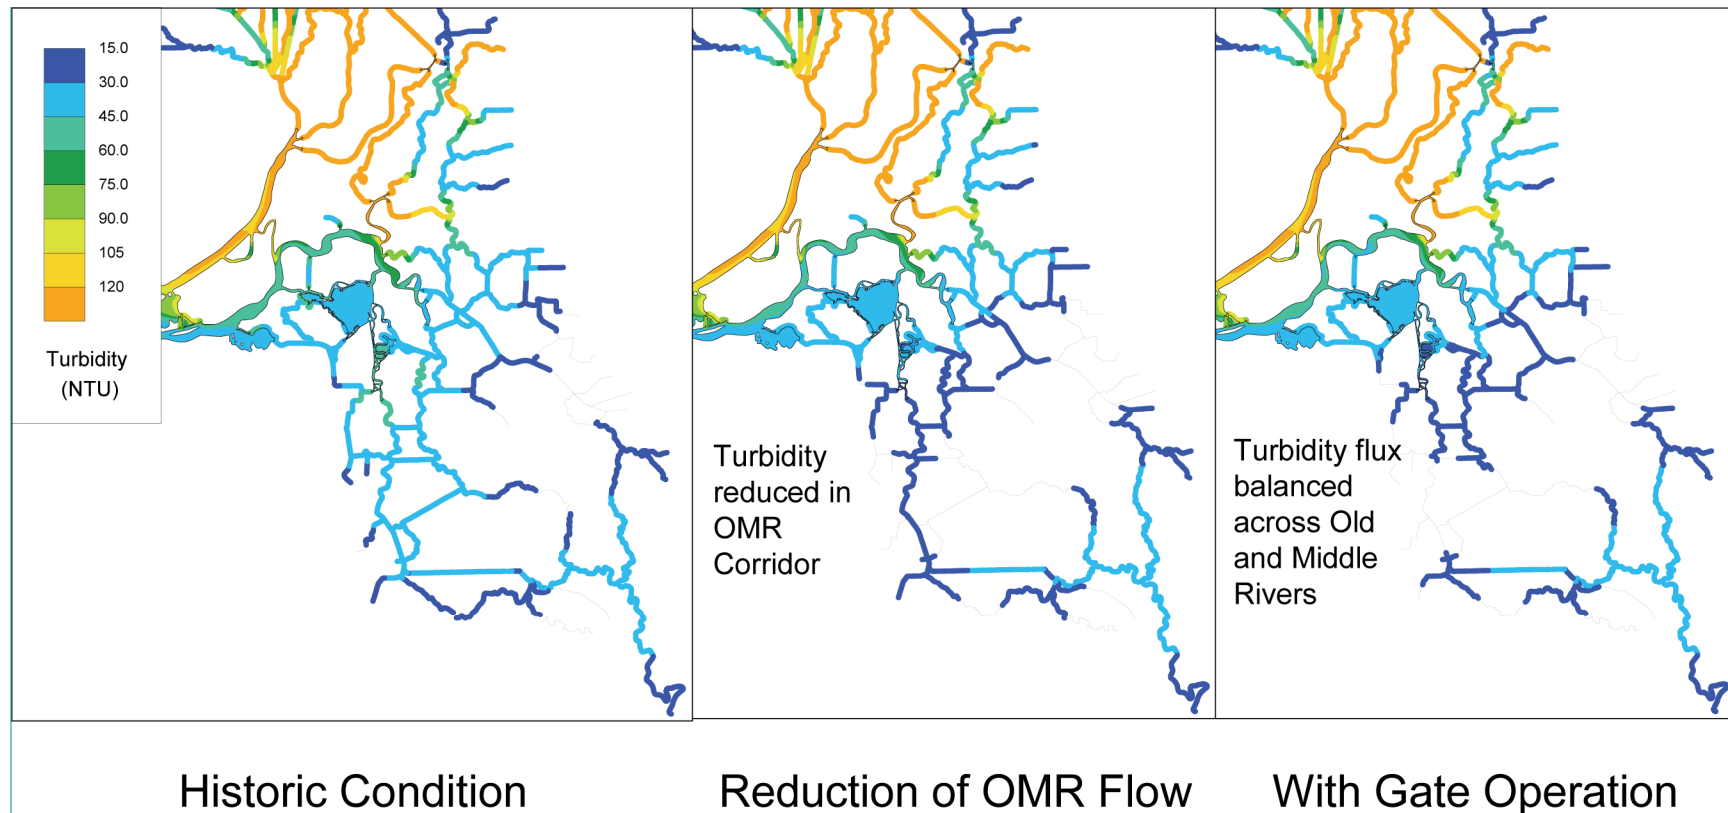 15.0
30.0
45.0
60.0
75.0
90.0
105
120
Turbidity
(NTU)
Turbidity
reduced in
OMR
Corridor
Turbidity flux
balanced
across Old
and Middle
Rivers
Historic Condition
Reduction of OMR Flow
With Gate Operation